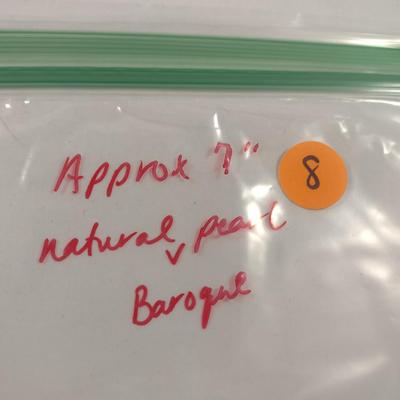 Approx 7"
8
natural pearl
v
Baroque